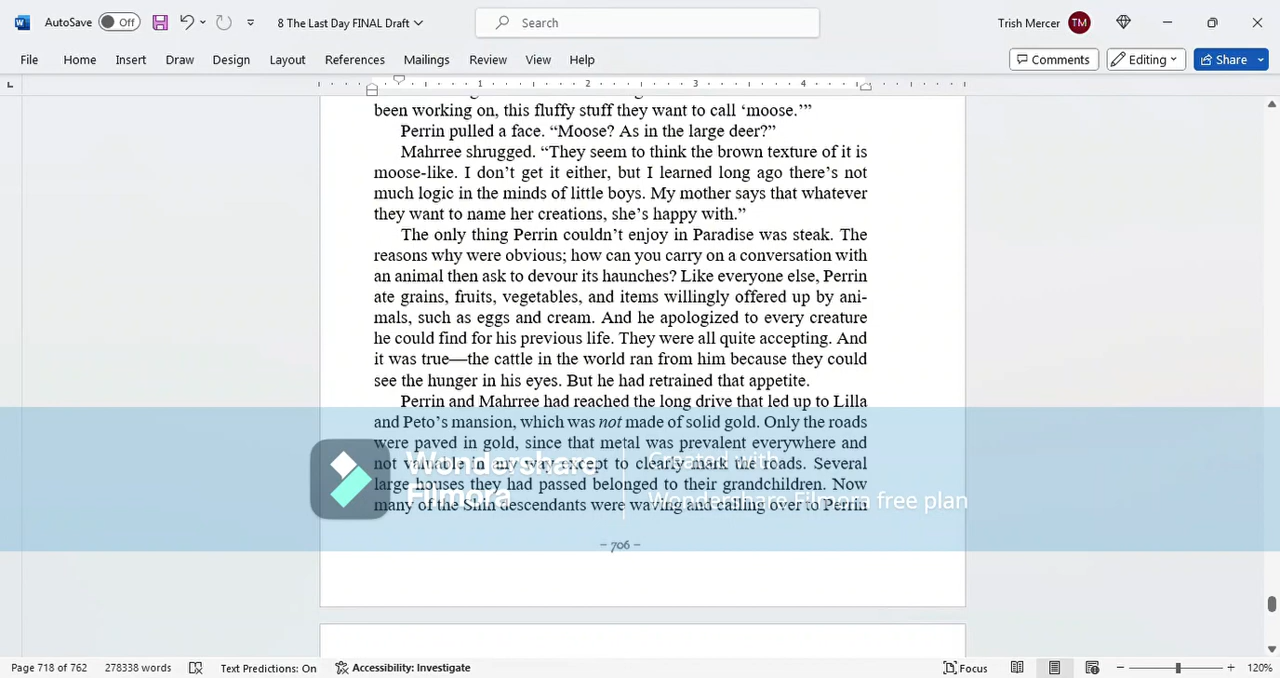 AutoSave Off 8 The Last Day FINAL Draft Search Trish Mercer TM
File Home Insert Draw Design Layout References Mailings Review View Help Comments Editing Share
1 2 3 4
been working on, this fluffy stuff they want to call ‘moose.’”
Perrin pulled a face. “Moose? As in the large deer?”
Mahrree shrugged. “They seem to think the brown texture of it is
moose-like. I don’t get it either, but I learned long ago there’s not
much logic in the minds of little boys. My mother says that whatever
they want to name her creations, she’s happy with.”
The only thing Perrin couldn’t enjoy in Paradise was steak. The
reasons why were obvious; how can you carry on a conversation with
an animal then ask to devour its haunches? Like everyone else, Perrin
ate grains, fruits, vegetables, and items willingly offered up by ani-
mals, such as eggs and cream. And he apologized to every creature
he could find for his previous life. They were all quite accepting. And
it was true—the cattle in the world ran from him because they could
see the hunger in his eyes. But he had retrained that appetite.
Perrin and Mahrree had reached the long drive that led up to Lilla
and Peto’s mansion, which was not made of solid gold. Only the roads
were paved in gold, since that metal was prevalent everywhere and
not valuable in any way except to clearly mark the roads. Several
large houses they had passed belonged to their grandchildren. Now
many of the Shin descendants were waving and calling over to Perrin
Wondershare
Filmora
Created with
Wondershare Filmora free plan
– 706 –
Page 718 of 762 278338 words Text Predictions: On Accessibility: Investigate Focus 120%